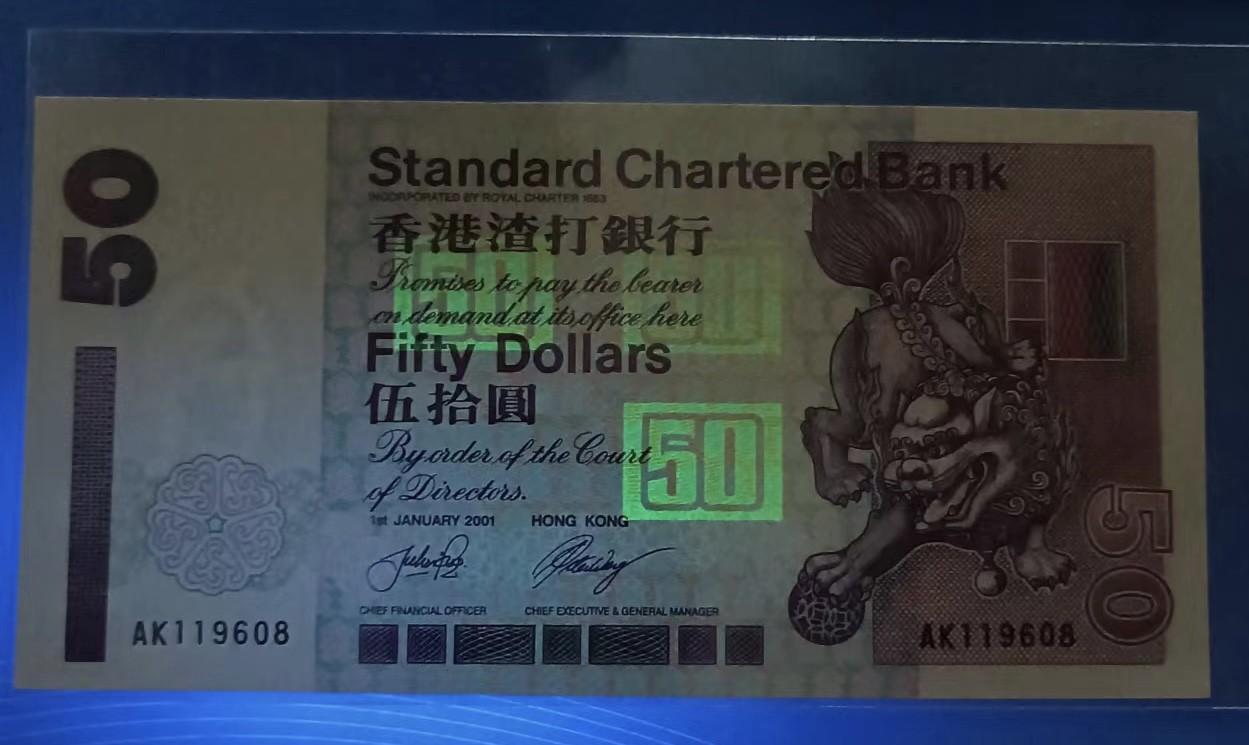 50
Standard Chartered Bank
INCORPORATED BY ROYAL CHARTER 1853
香港渣打銀行
Promises to pay the bearer
on demand at its office here
50 50
Fifty Dollars
伍拾圓
By order of the Court
of Directors.
50
1st JANUARY 2001 HONG KONG
CHIEF FINANCIAL OFFICER CHIEF EXECUTIVE & GENERAL MANAGER
50
AK119608 AK119608